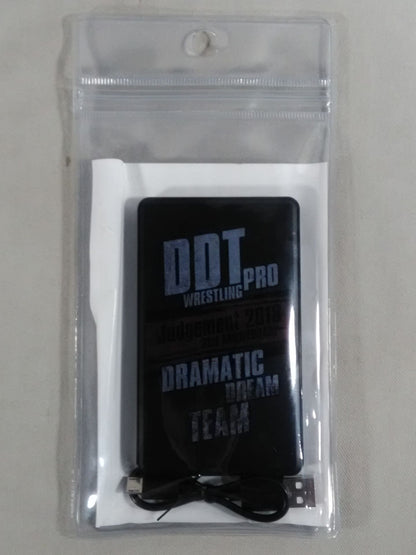 DDT
PRO
WRESTLING
Judgement 2018
DRAMATIC
DREAM
TEAM